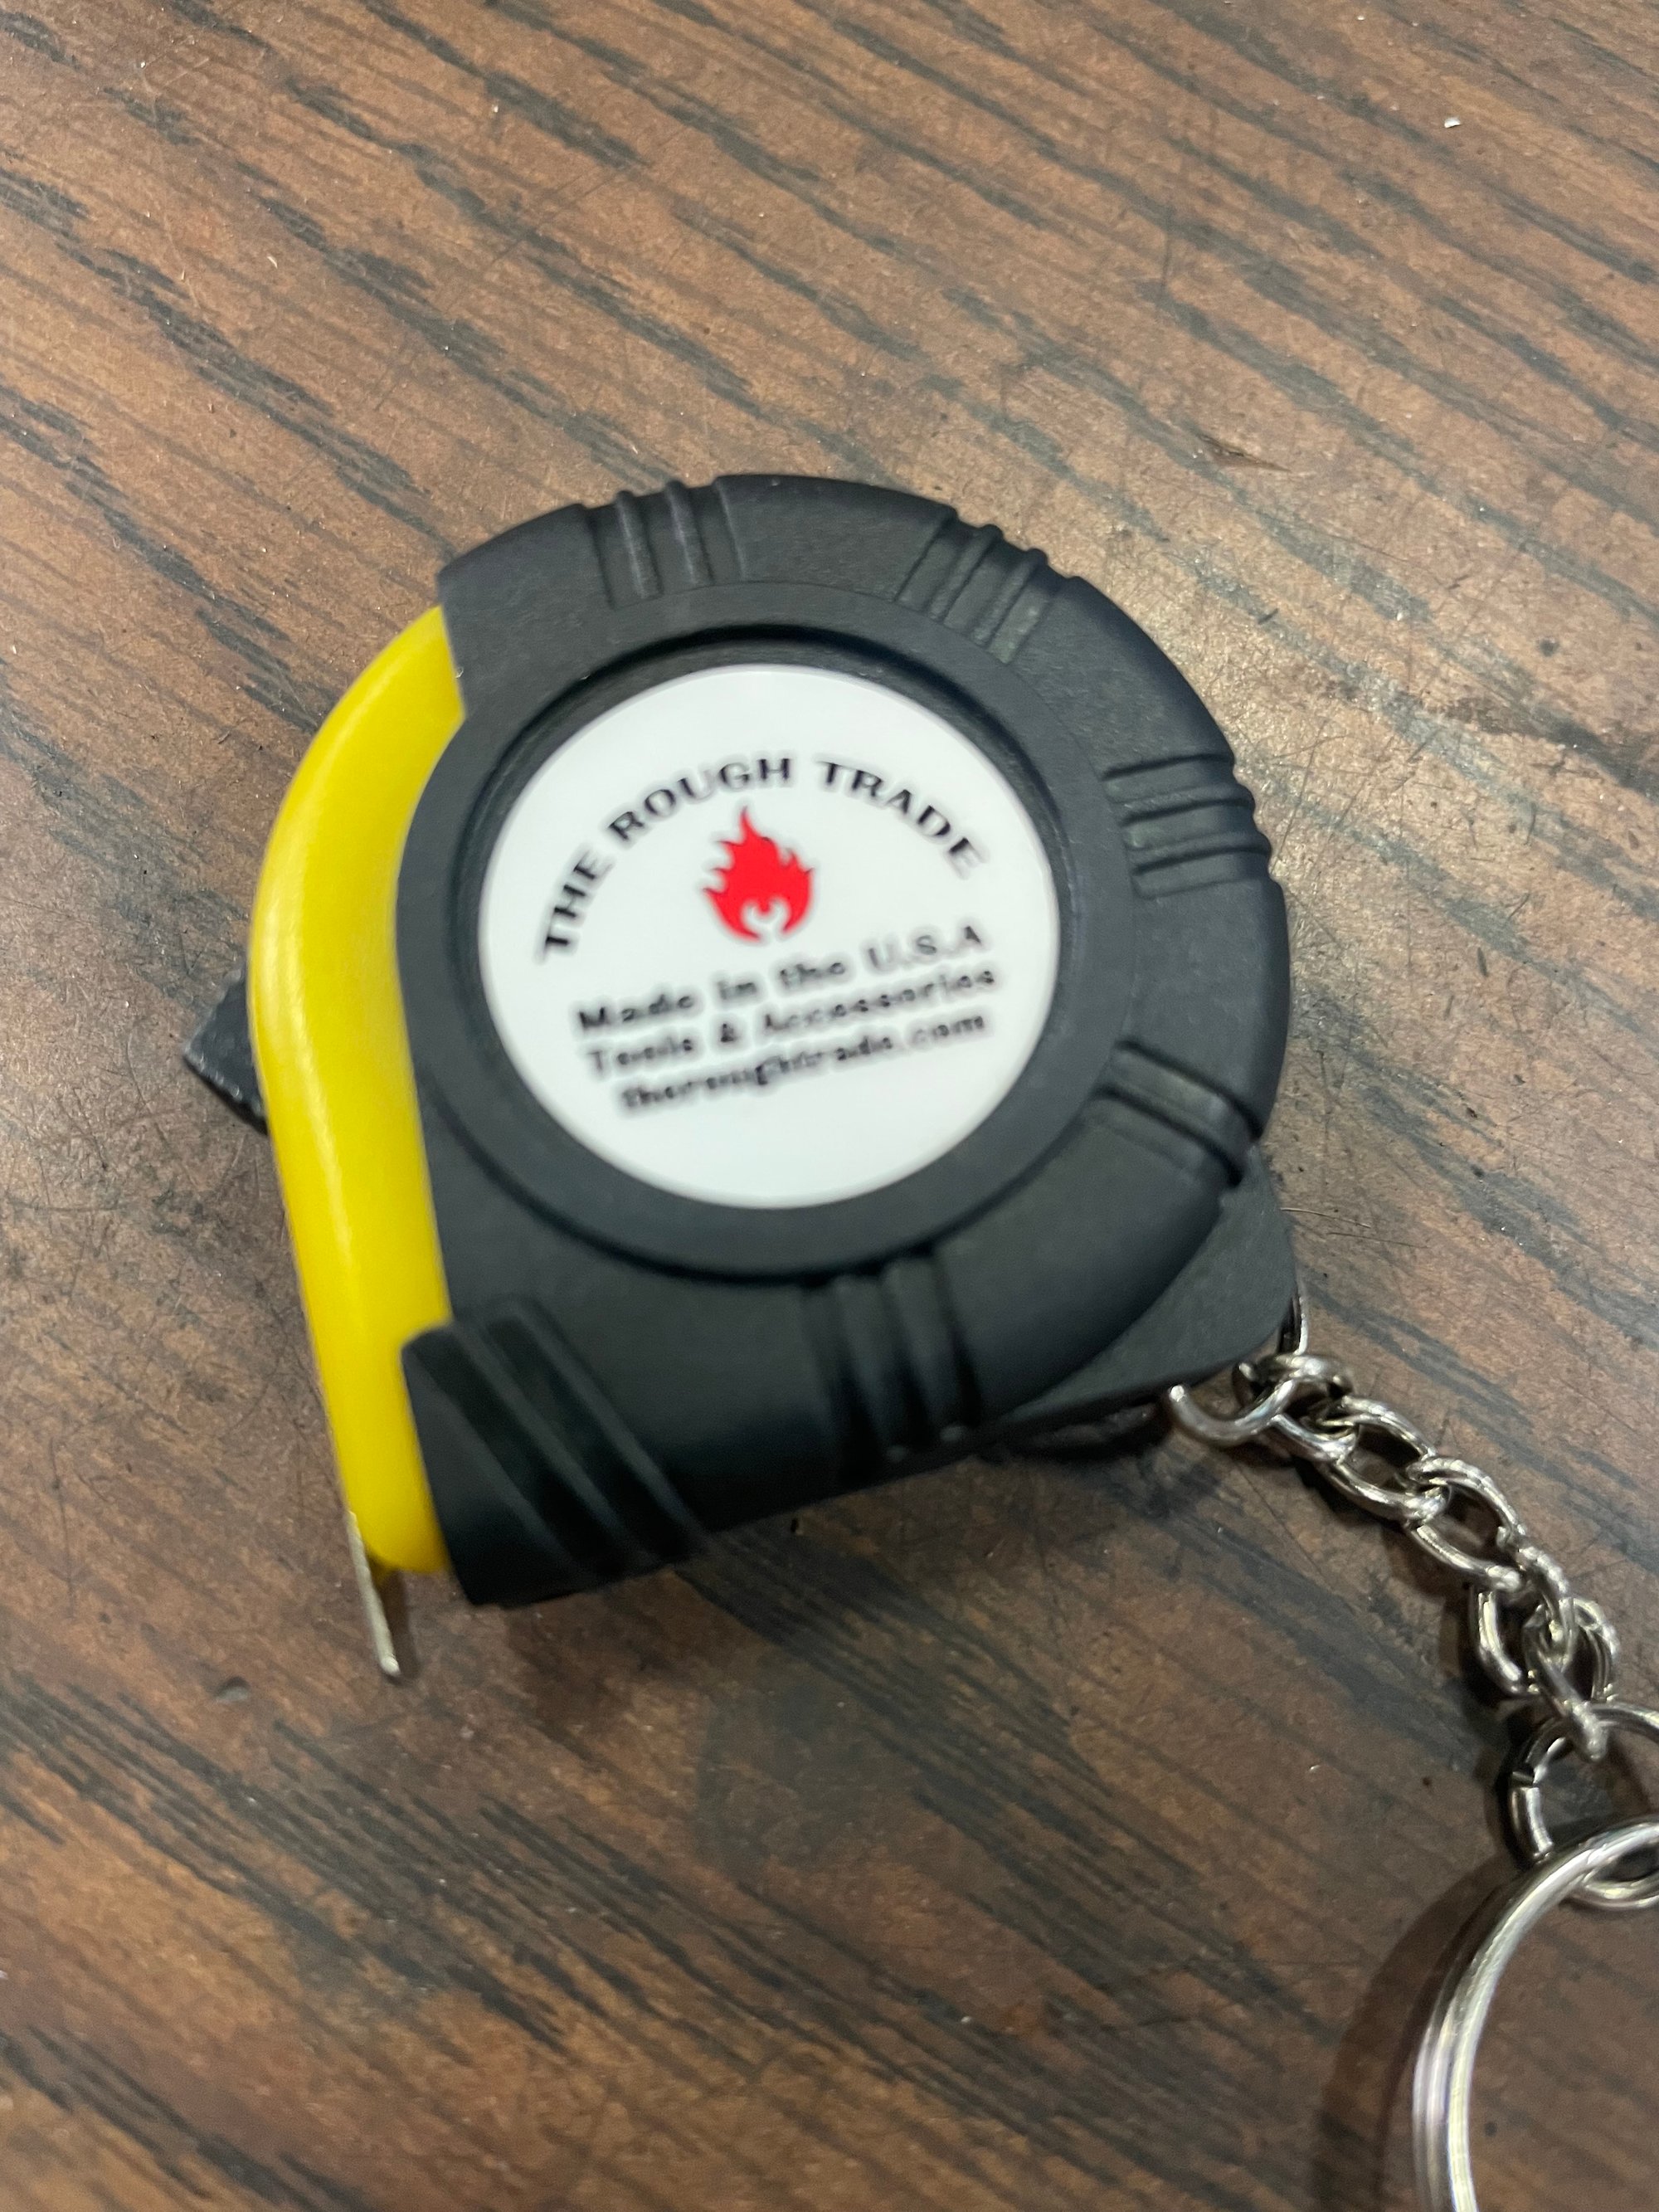 THE ROUGH TRADE
Made in the U.S.A
Tools & Accessories
theroughtrade.com